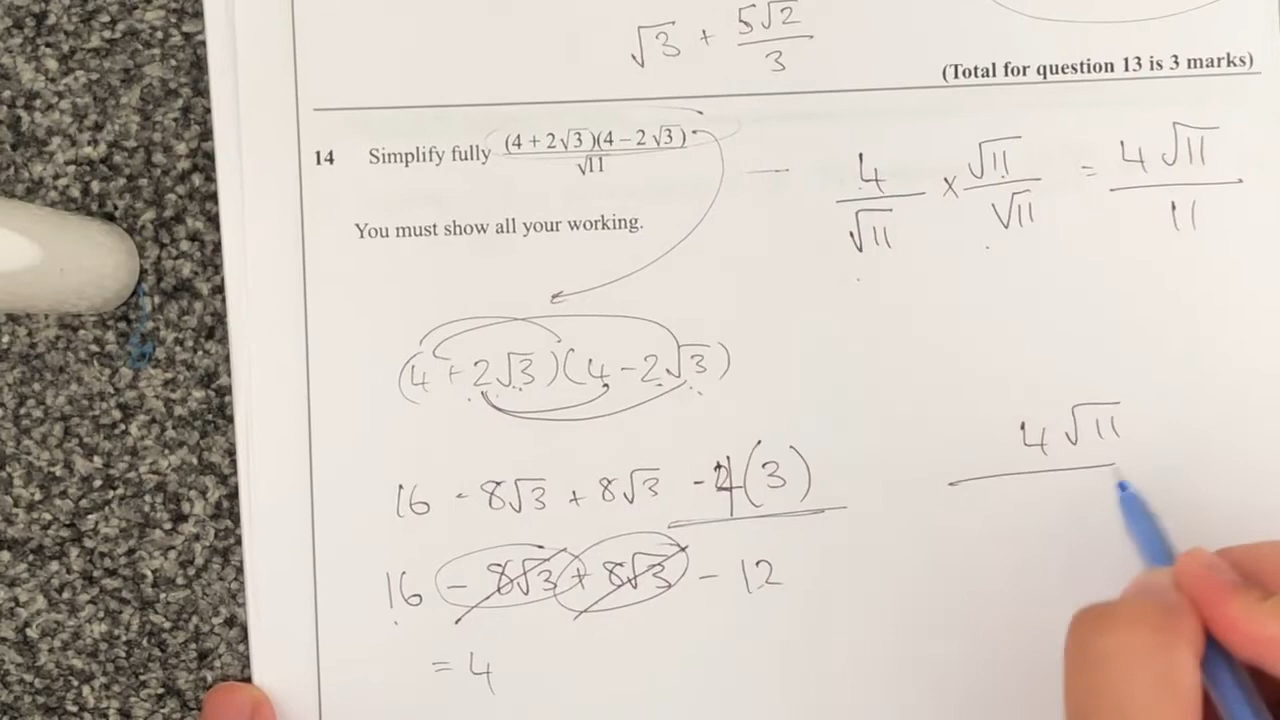 √3 + 5√2/3
(Total for question 13 is 3 marks)
14 Simplify fully (4 + 2√3)(4 – 2√3)/√11
4/√11 × √11/√11 = 4√11/11
You must show all your working.
(4 + 2√3)(4 - 2√3)
4√11
16 - 8√3 + 8√3 - 4(3)
16 - 8√3 + 8√3 - 12
= 4